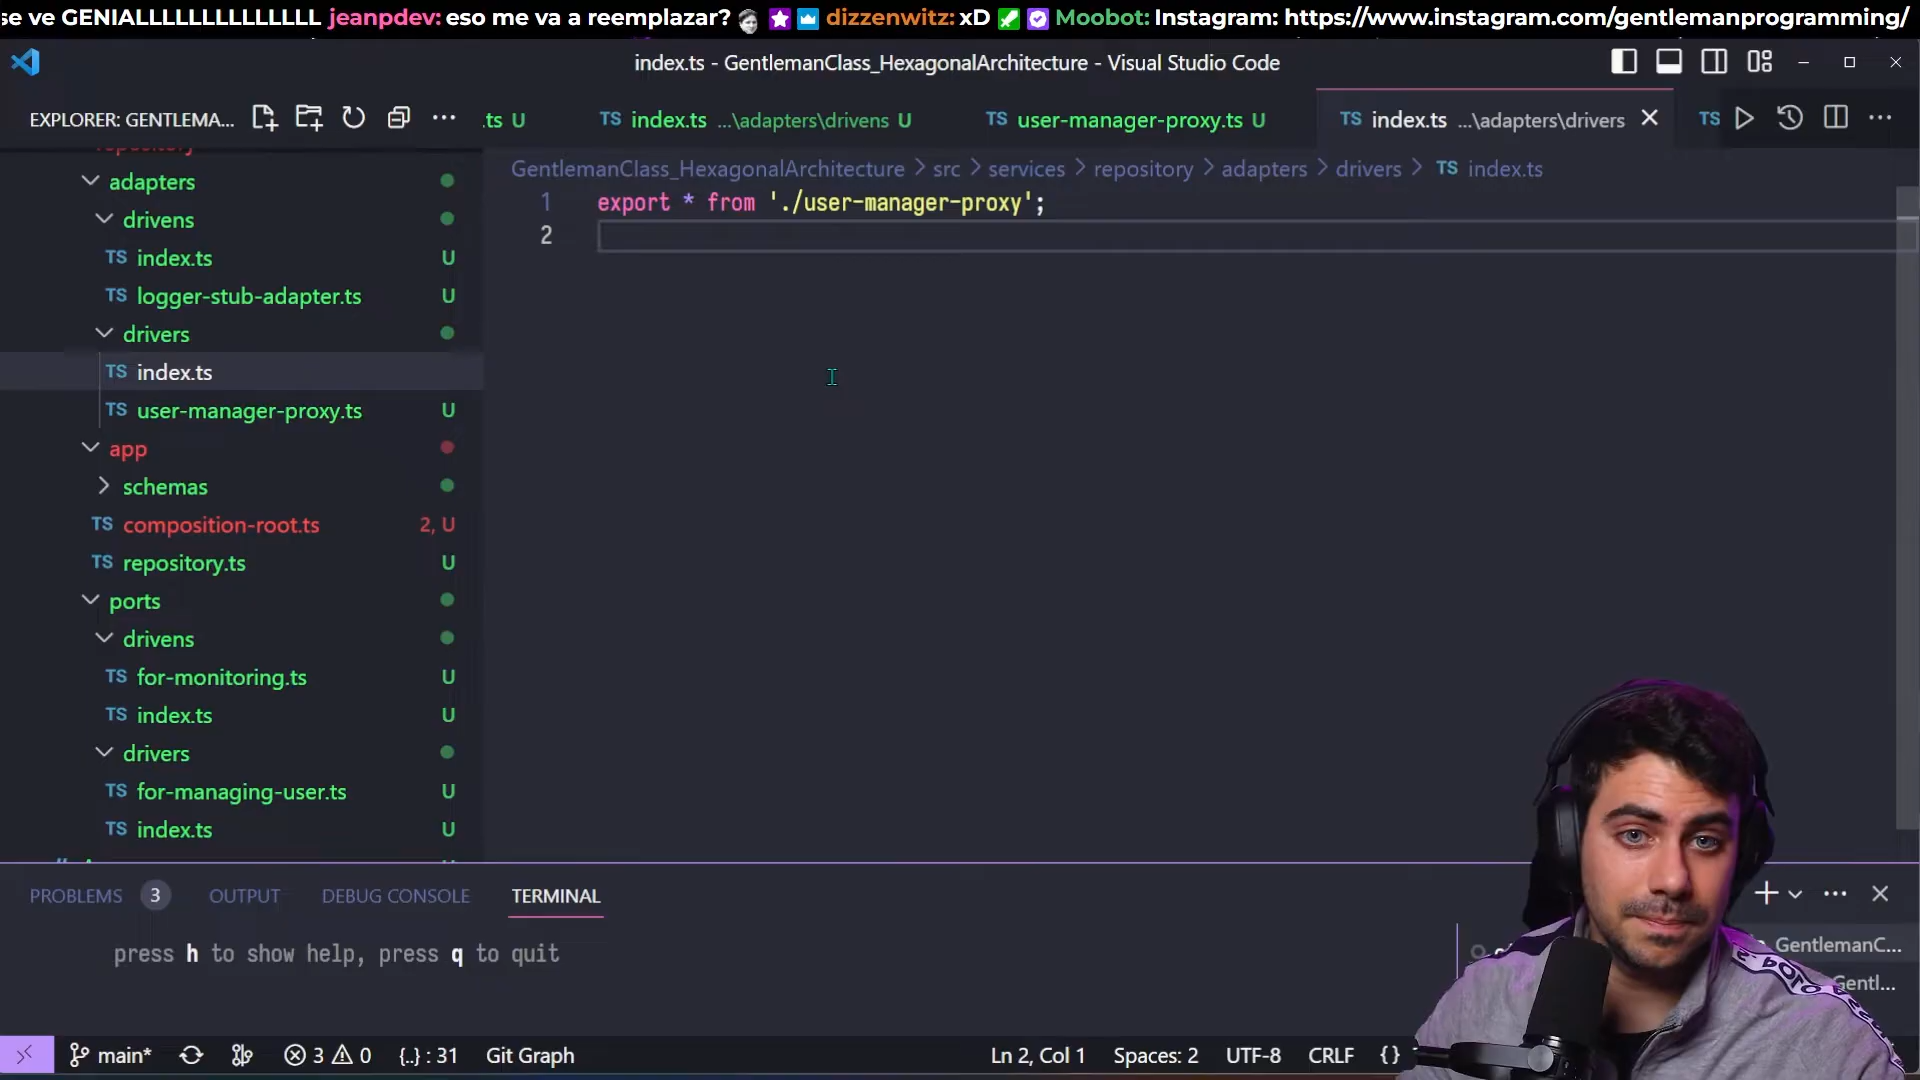 se ve GENIALLLLLLLLLLLLL jeanpdev: eso me va a reemplazar? dizzenwitz: xD Moobot: Instagram: https://www.instagram.com/gentlemanprogramming/
index.ts - GentlemanClass_HexagonalArchitecture - Visual Studio Code
EXPLORER: GENTLEMA...
.ts U
TS index.ts ...\adapters\drivens U
TS user-manager-proxy.ts U
TS index.ts ...\adapters\drivers
TS
GentlemanClass_HexagonalArchitecture > src > services > repository > adapters > drivers > TS index.ts
1 export * from './user-manager-proxy';
2
repository
adapters
drivens
TS index.ts U
TS logger-stub-adapter.ts U
drivers
TS index.ts
TS user-manager-proxy.ts U
app
schemas
TS composition-root.ts 2, U
TS repository.ts U
ports
drivens
TS for-monitoring.ts U
TS index.ts U
drivers
TS for-managing-user.ts U
TS index.ts U
PROBLEMS 3 OUTPUT DEBUG CONSOLE TERMINAL
press h to show help, press q to quit
GentlemanC...
Gentl...
main* 3 0 {..} : 31 Git Graph Ln 2, Col 1 Spaces: 2 UTF-8 CRLF {}